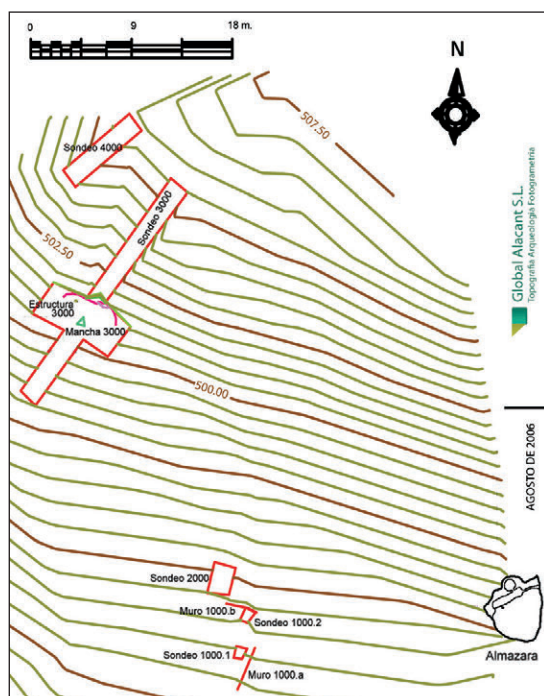 0 9 18 m.
N
507.50
Sondeo 4000
Sondeo 3000
502.50
Estructura
3000
Mancha 3000
500.00
Global Alacant S.L.
Topografía Arqueología Fotogrametría
AGOSTO DE 2006
Sondeo 2000
Muro 1000.b
Sondeo 1000.2
Sondeo 1000.1
Muro 1000.a
Almazara